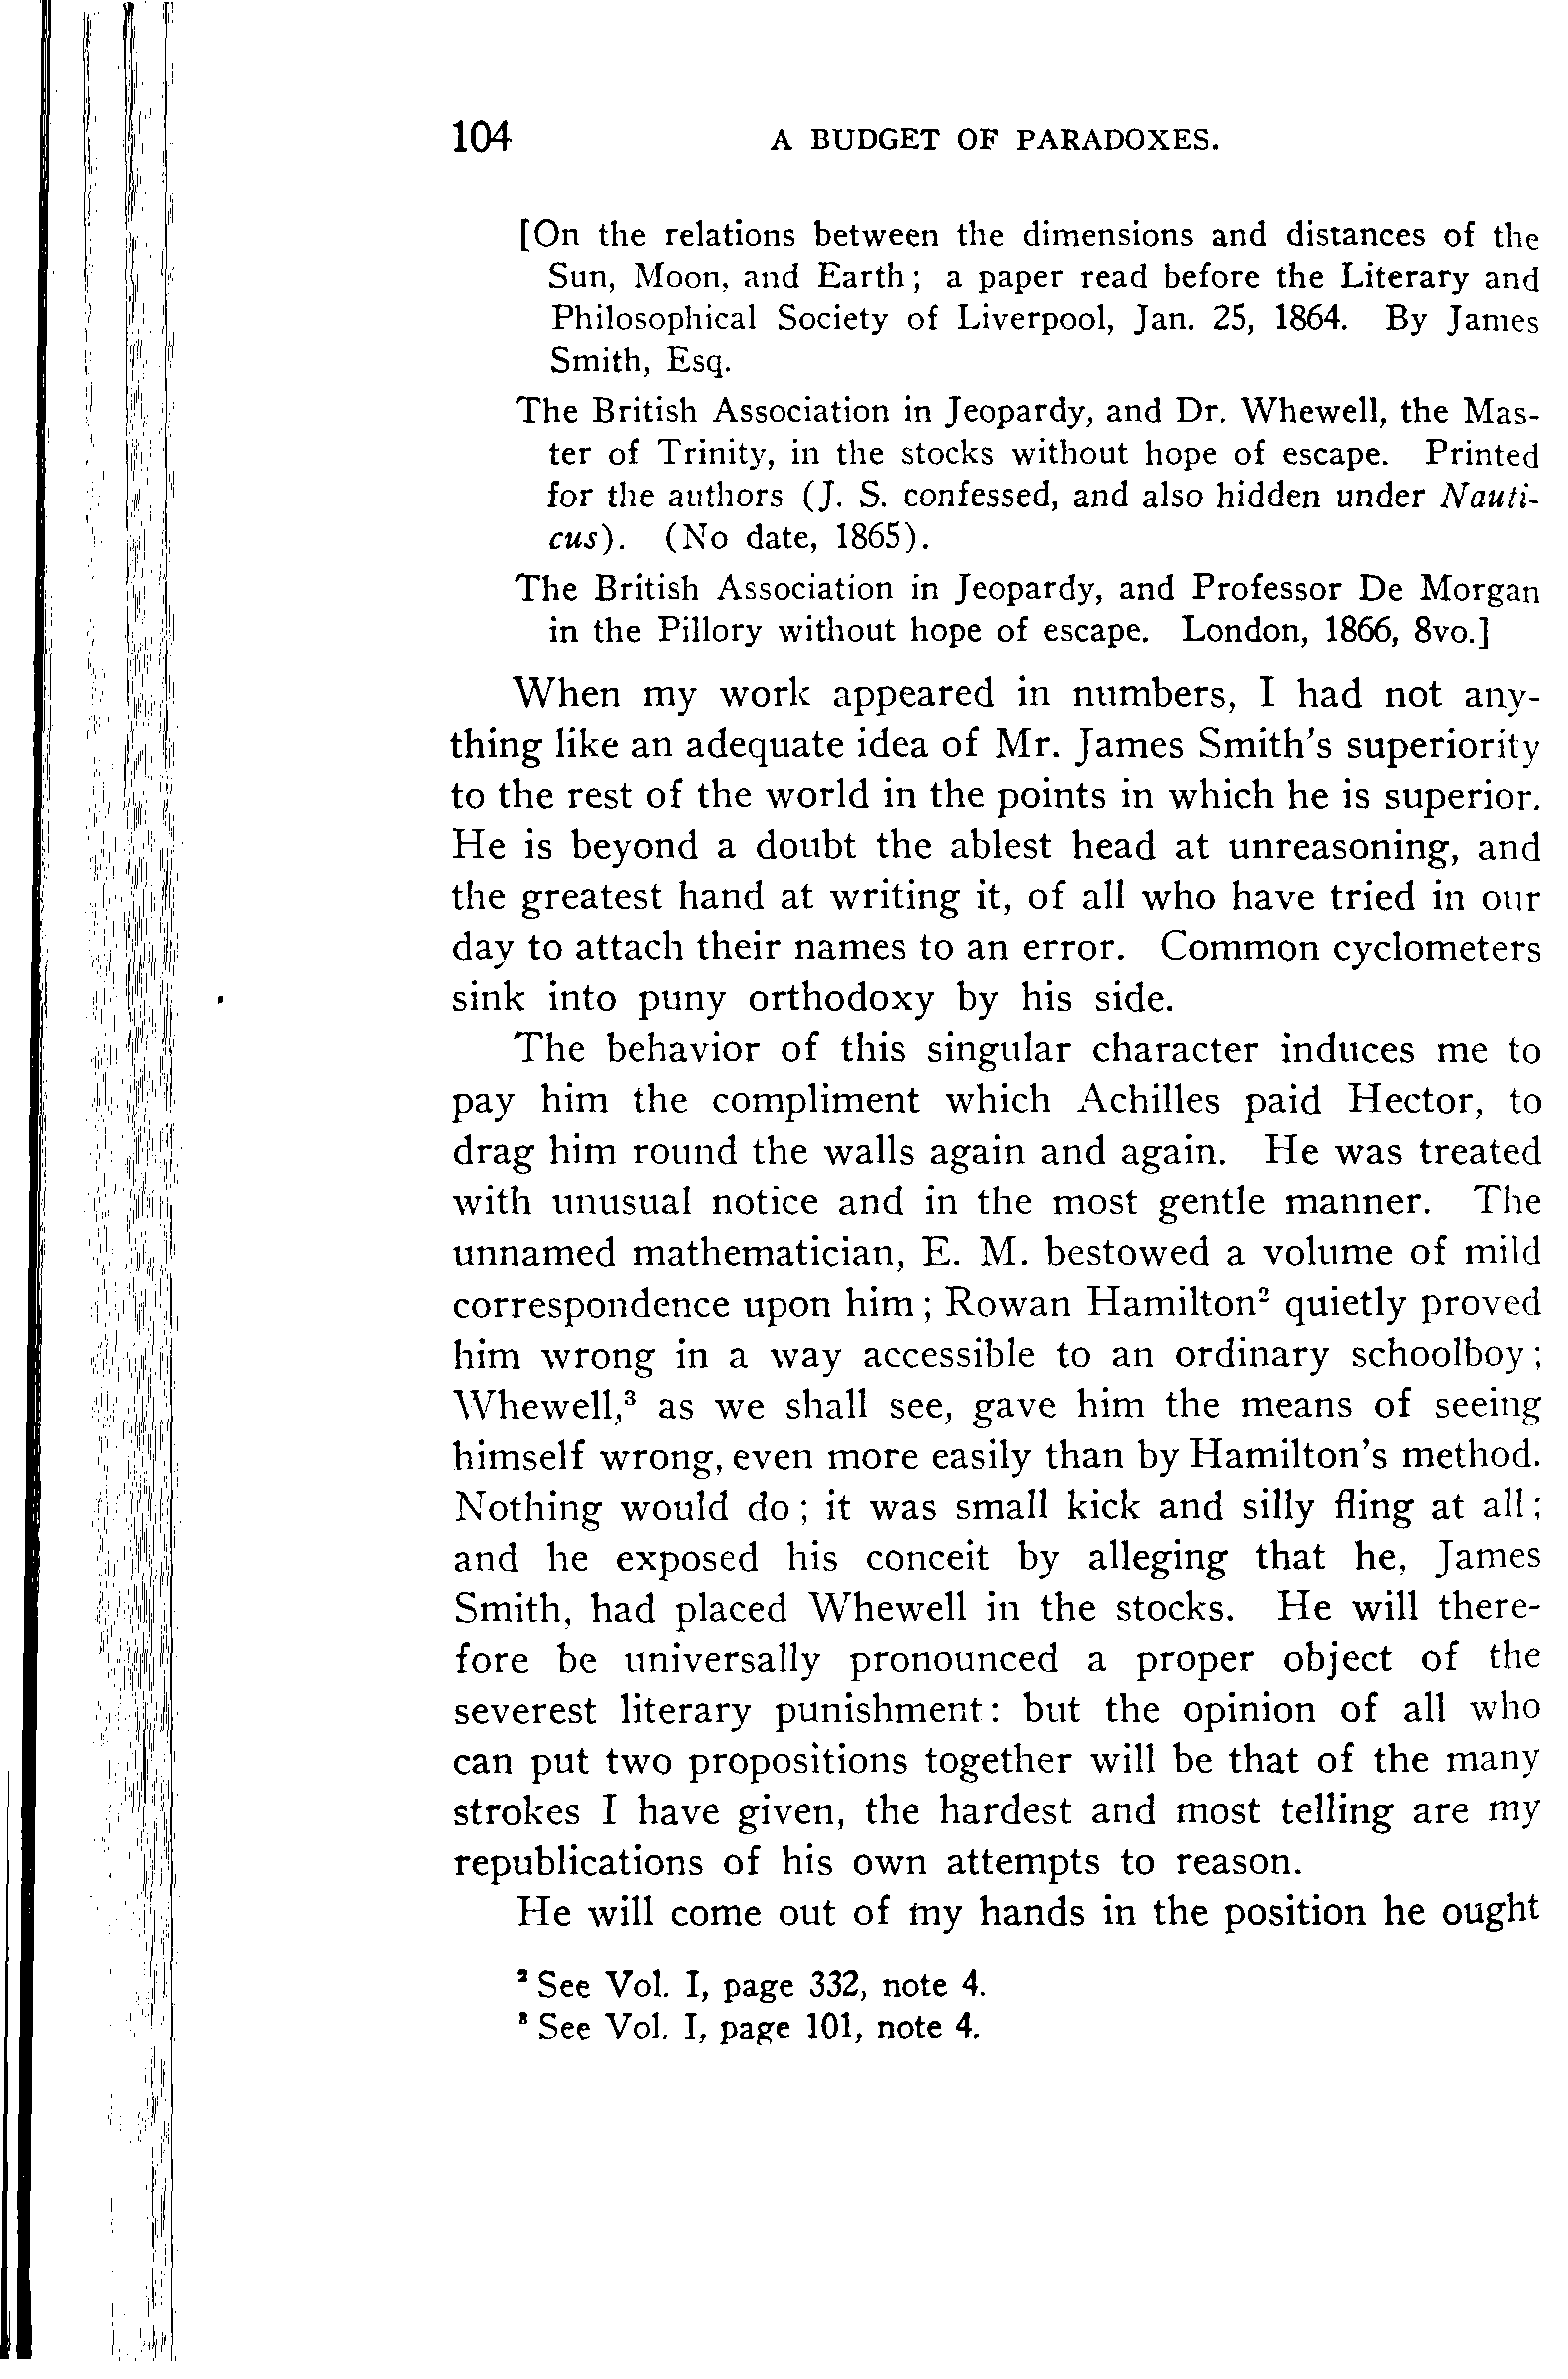 104 A BUDGET OF PARADOXES.
[On the relations between the dimensions and distances of the
Sun, Moon, and Earth; a paper read before the Literary and
Philosophical Society of Liverpool, Jan. 25, 1864. By James
Smith, Esq.
The British Association in Jeopardy, and Dr. Whewell, the Mas-
ter of Trinity, in the stocks without hope of escape. Printed
for the authors (J. S. confessed, and also hidden under Nauti-
cus). (No date, 1865).
The British Association in Jeopardy, and Professor De Morgan
in the Pillory without hope of escape. London, 1866, 8vo.]
When my work appeared in numbers, I had not any-
thing like an adequate idea of Mr. James Smith's superiority
to the rest of the world in the points in which he is superior.
He is beyond a doubt the ablest head at unreasoning, and
the greatest hand at writing it, of all who have tried in our
day to attach their names to an error. Common cyclometers
sink into puny orthodoxy by his side.
The behavior of this singular character induces me to
pay him the compliment which Achilles paid Hector, to
drag him round the walls again and again. He was treated
with unusual notice and in the most gentle manner. The
unnamed mathematician, E. M. bestowed a volume of mild
correspondence upon him; Rowan Hamilton² quietly proved
him wrong in a way accessible to an ordinary schoolboy;
Whewell,³ as we shall see, gave him the means of seeing
himself wrong, even more easily than by Hamilton's method.
Nothing would do; it was small kick and silly fling at all;
and he exposed his conceit by alleging that he, James
Smith, had placed Whewell in the stocks. He will there-
fore be universally pronounced a proper object of the
severest literary punishment: but the opinion of all who
can put two propositions together will be that of the many
strokes I have given, the hardest and most telling are my
republications of his own attempts to reason.
He will come out of my hands in the position he ought
² See Vol. I, page 332, note 4.
³ See Vol. I, page 101, note 4.